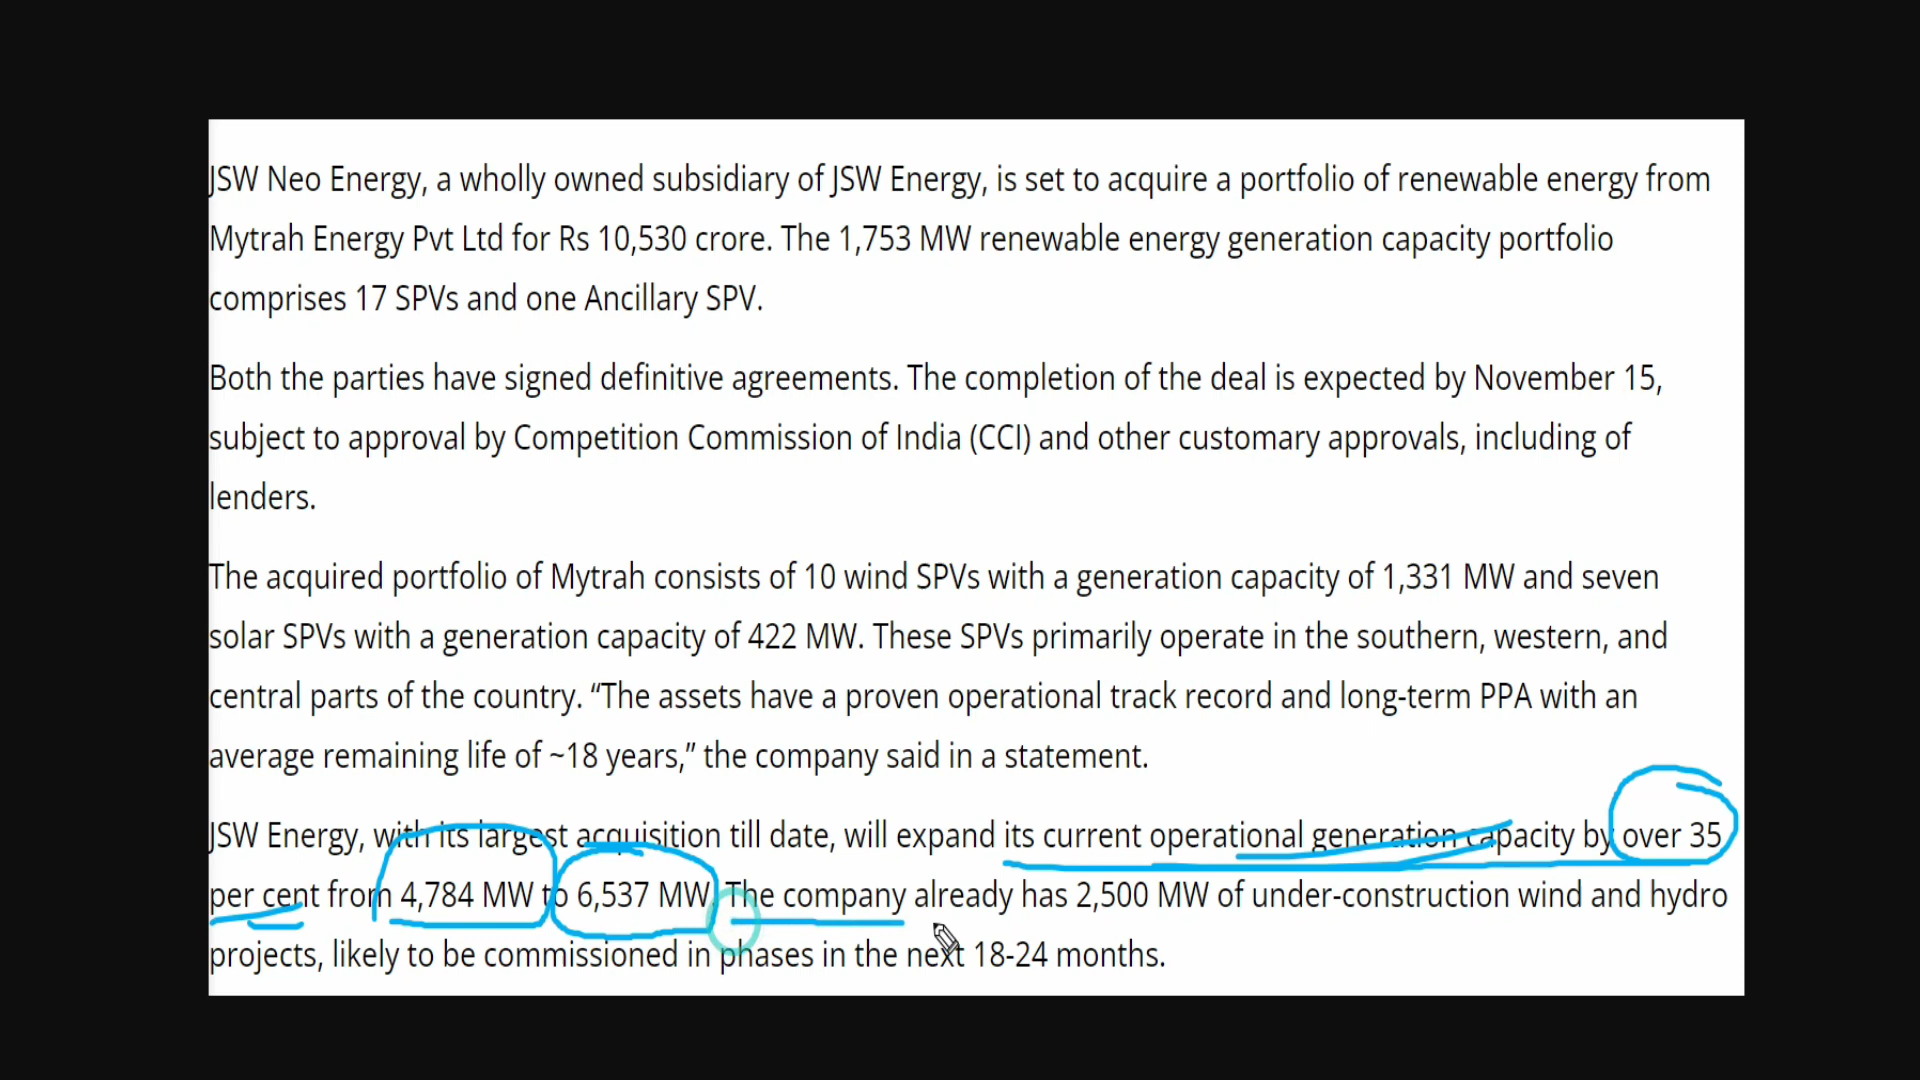 JSW Neo Energy, a wholly owned subsidiary of JSW Energy, is set to acquire a portfolio of renewable energy from
Mytrah Energy Pvt Ltd for Rs 10,530 crore. The 1,753 MW renewable energy generation capacity portfolio
comprises 17 SPVs and one Ancillary SPV.
Both the parties have signed definitive agreements. The completion of the deal is expected by November 15,
subject to approval by Competition Commission of India (CCI) and other customary approvals, including of
lenders.
The acquired portfolio of Mytrah consists of 10 wind SPVs with a generation capacity of 1,331 MW and seven
solar SPVs with a generation capacity of 422 MW. These SPVs primarily operate in the southern, western, and
central parts of the country. “The assets have a proven operational track record and long-term PPA with an
average remaining life of ~18 years,” the company said in a statement.
JSW Energy, with its largest acquisition till date, will expand its current operational generation capacity by over 35
per cent from 4,784 MW to 6,537 MW. The company already has 2,500 MW of under-construction wind and hydro
projects, likely to be commissioned in phases in the next 18-24 months.